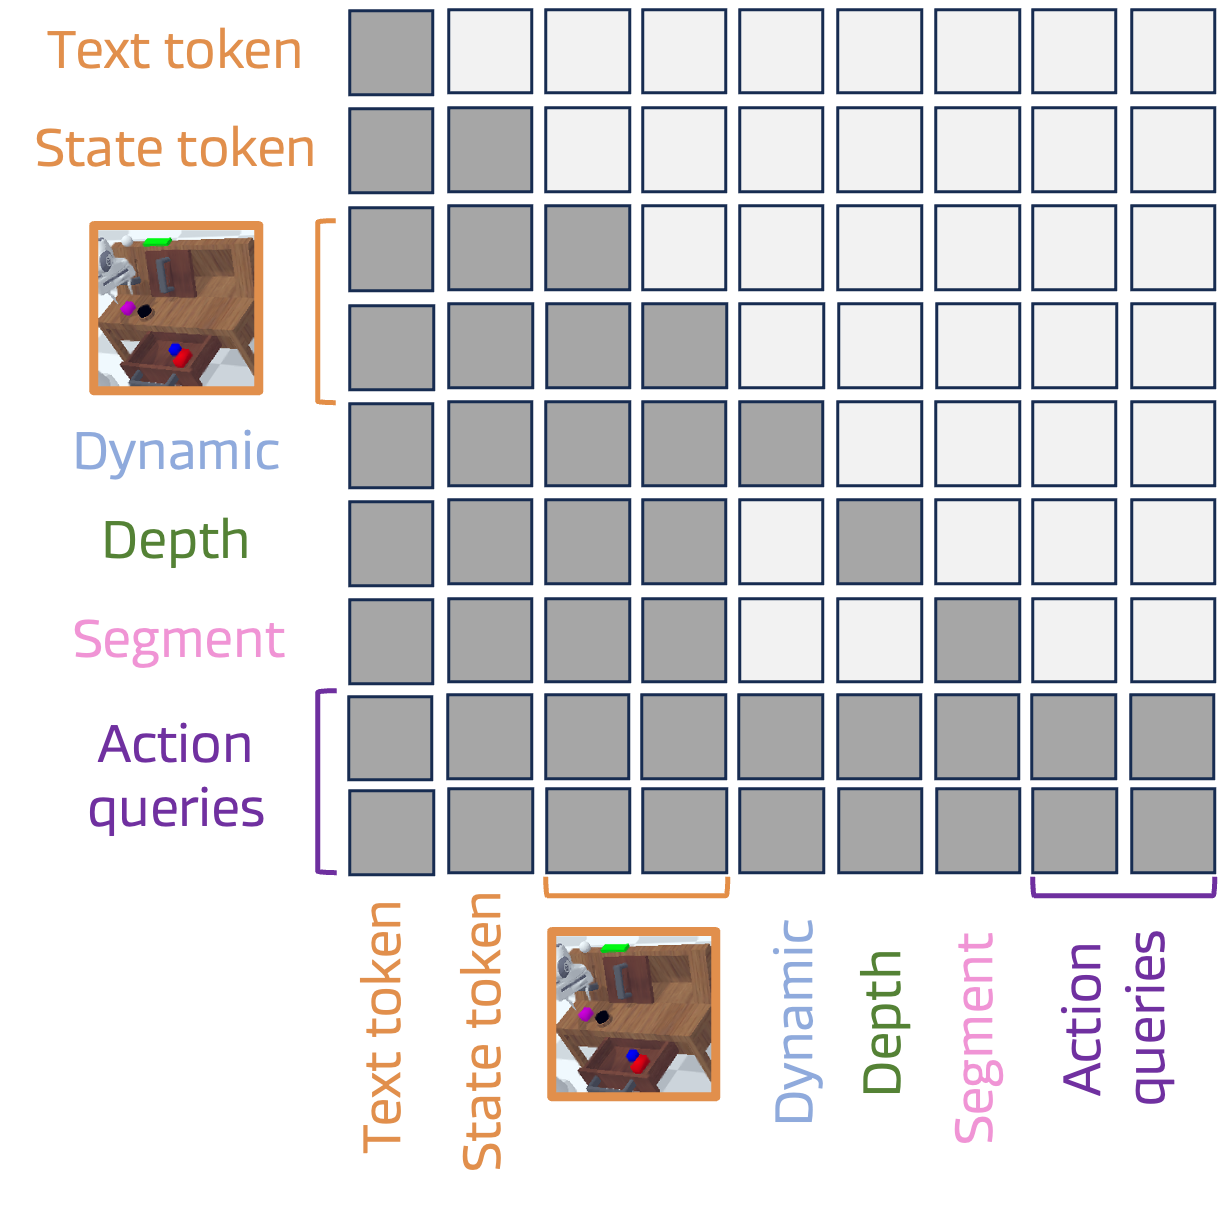 Text token
State token
Dynamic
Depth
Segment
Action
queries
Text token
State token
Dynamic
Depth
Segment
Action
queries